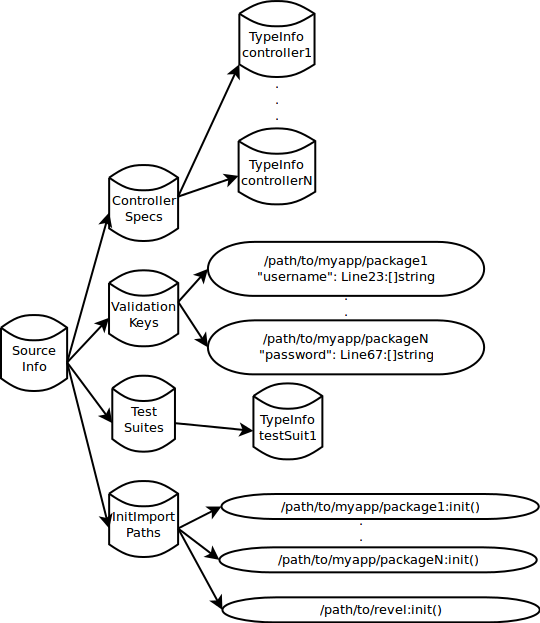 TypeInfo
controller1
TypeInfo
controllerN
Controller
Specs
/path/to/myapp/package1
"username": Line23:[]string
Validation
Keys
/path/to/myapp/packageN
"password": Line67:[]string
Source
Info
Test
Suites
TypeInfo
testSuit1
InitImport
Paths
/path/to/myapp/package1:init()
/path/to/myapp/packageN:init()
/path/to/revel:init()